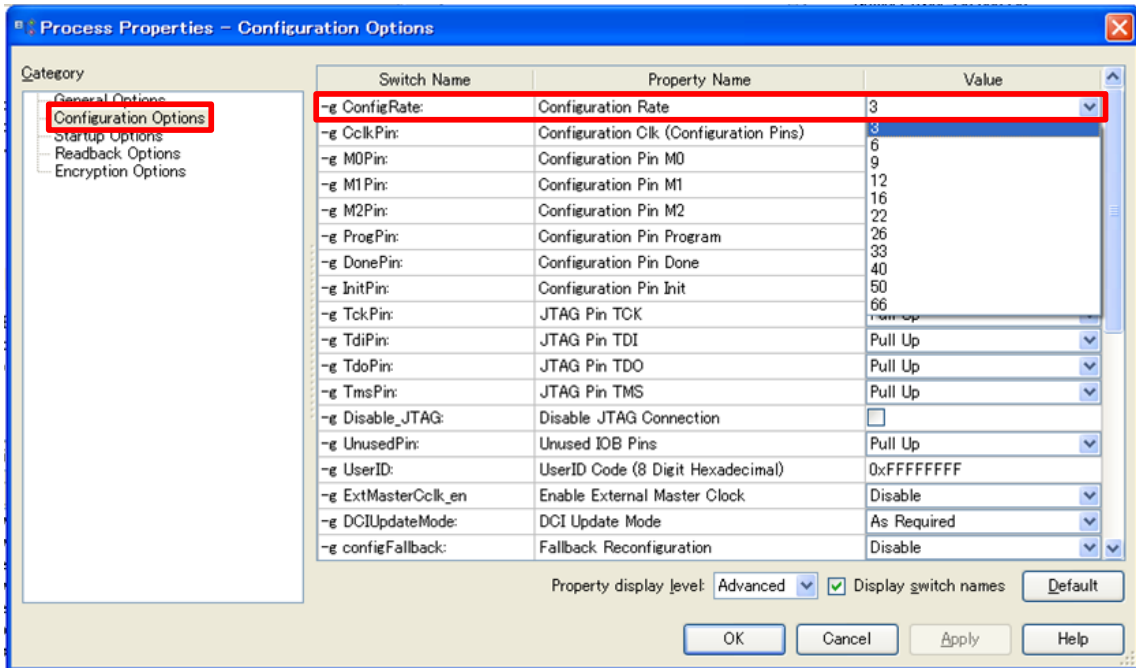 Process Properties - Configuration Options
Category
General Options
Configuration Options
Startup Options
Readback Options
Encryption Options
Switch Name Property Name Value
-g ConfigRate: Configuration Rate 3
-g CclkPin: Configuration Clk (Configuration Pins)
-g M0Pin: Configuration Pin M0
-g M1Pin: Configuration Pin M1
-g M2Pin: Configuration Pin M2
-g ProgPin: Configuration Pin Program
-g DonePin: Configuration Pin Done
-g InitPin: Configuration Pin Init
-g TckPin: JTAG Pin TCK
3
6
9
12
16
22
26
33
40
50
66
-g TdiPin: JTAG Pin TDI Pull Up
-g TdoPin: JTAG Pin TDO Pull Up
-g TmsPin: JTAG Pin TMS Pull Up
-g Disable_JTAG: Disable JTAG Connection
-g UnusedPin: Unused IOB Pins Pull Up
-g UserID: UserID Code (8 Digit Hexadecimal) 0xFFFFFFFF
-g ExtMasterCclk_en Enable External Master Clock Disable
-g DCIUpdateMode: DCI Update Mode As Required
-g configFallback: Fallback Reconfiguration Disable
Property display level: Advanced Display switch names Default
OK Cancel Apply Help